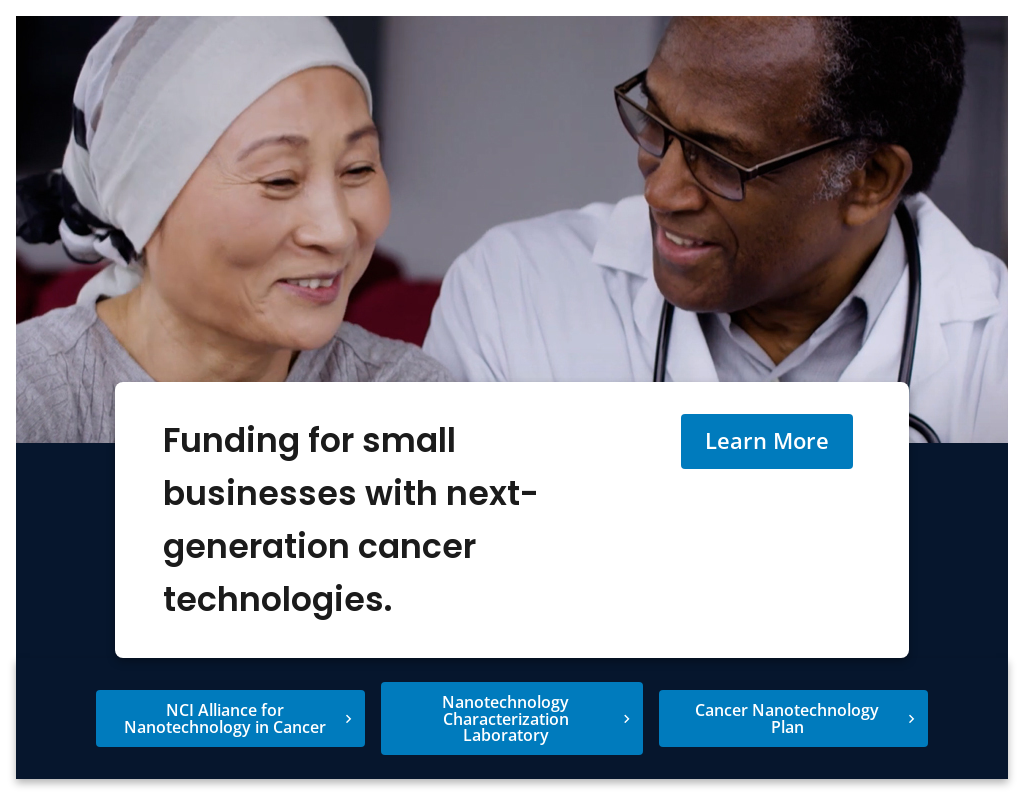 Funding for small
businesses with next-
generation cancer
technologies.
Learn More
NCI Alliance for
Nanotechnology in Cancer
Nanotechnology
Characterization
Laboratory
Cancer Nanotechnology
Plan